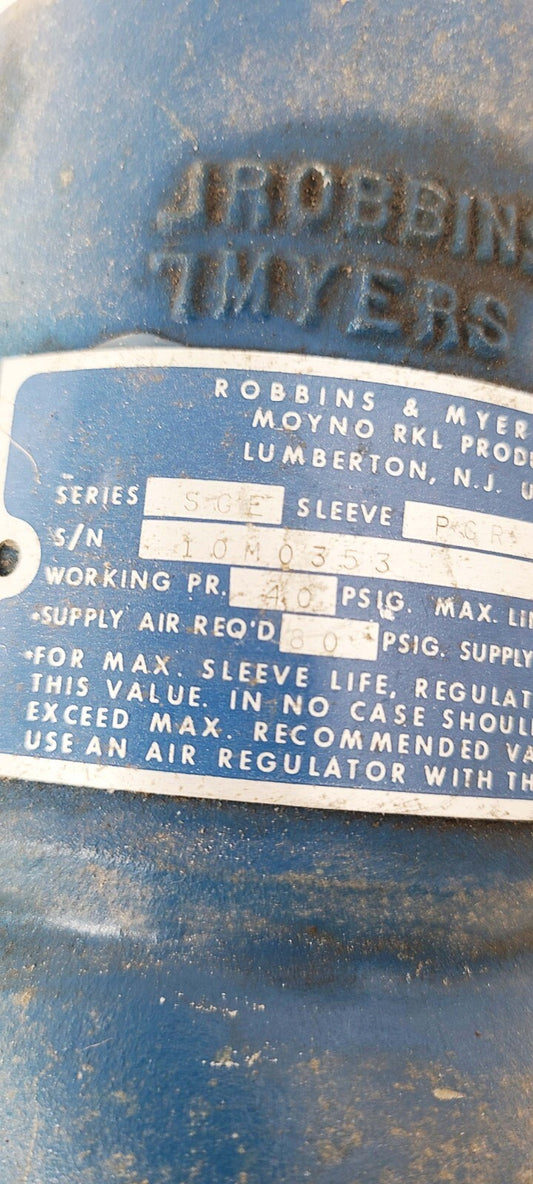 ROBBINS
MYERS
ROBBINS & MYER
MOYNO RKL PRODU
LUMBERTON, N.J. U
SERIES SGE SLEEVE PGR
S/N 10M0353
WORKING PR. 40 PSIG. MAX. LIN
•SUPPLY AIR REQ'D 80 PSIG. SUPPLY
•FOR MAX. SLEEVE LIFE, REGULAT
THIS VALUE. IN NO CASE SHOUL
EXCEED MAX. RECOMMENDED VA
USE AN AIR REGULATOR WITH TH